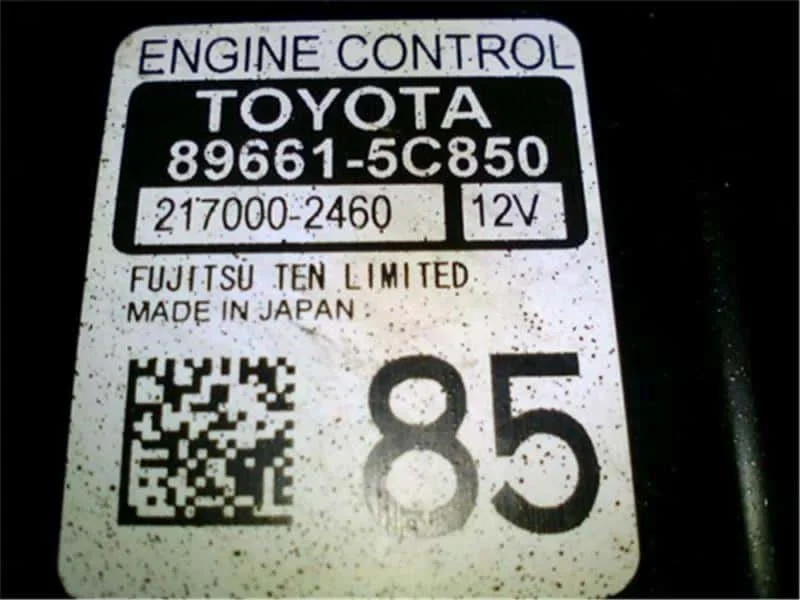 ENGINE CONTROL
TOYOTA
89661-5C850
217000-2460 12V
FUJITSU TEN LIMITED
MADE IN JAPAN
85